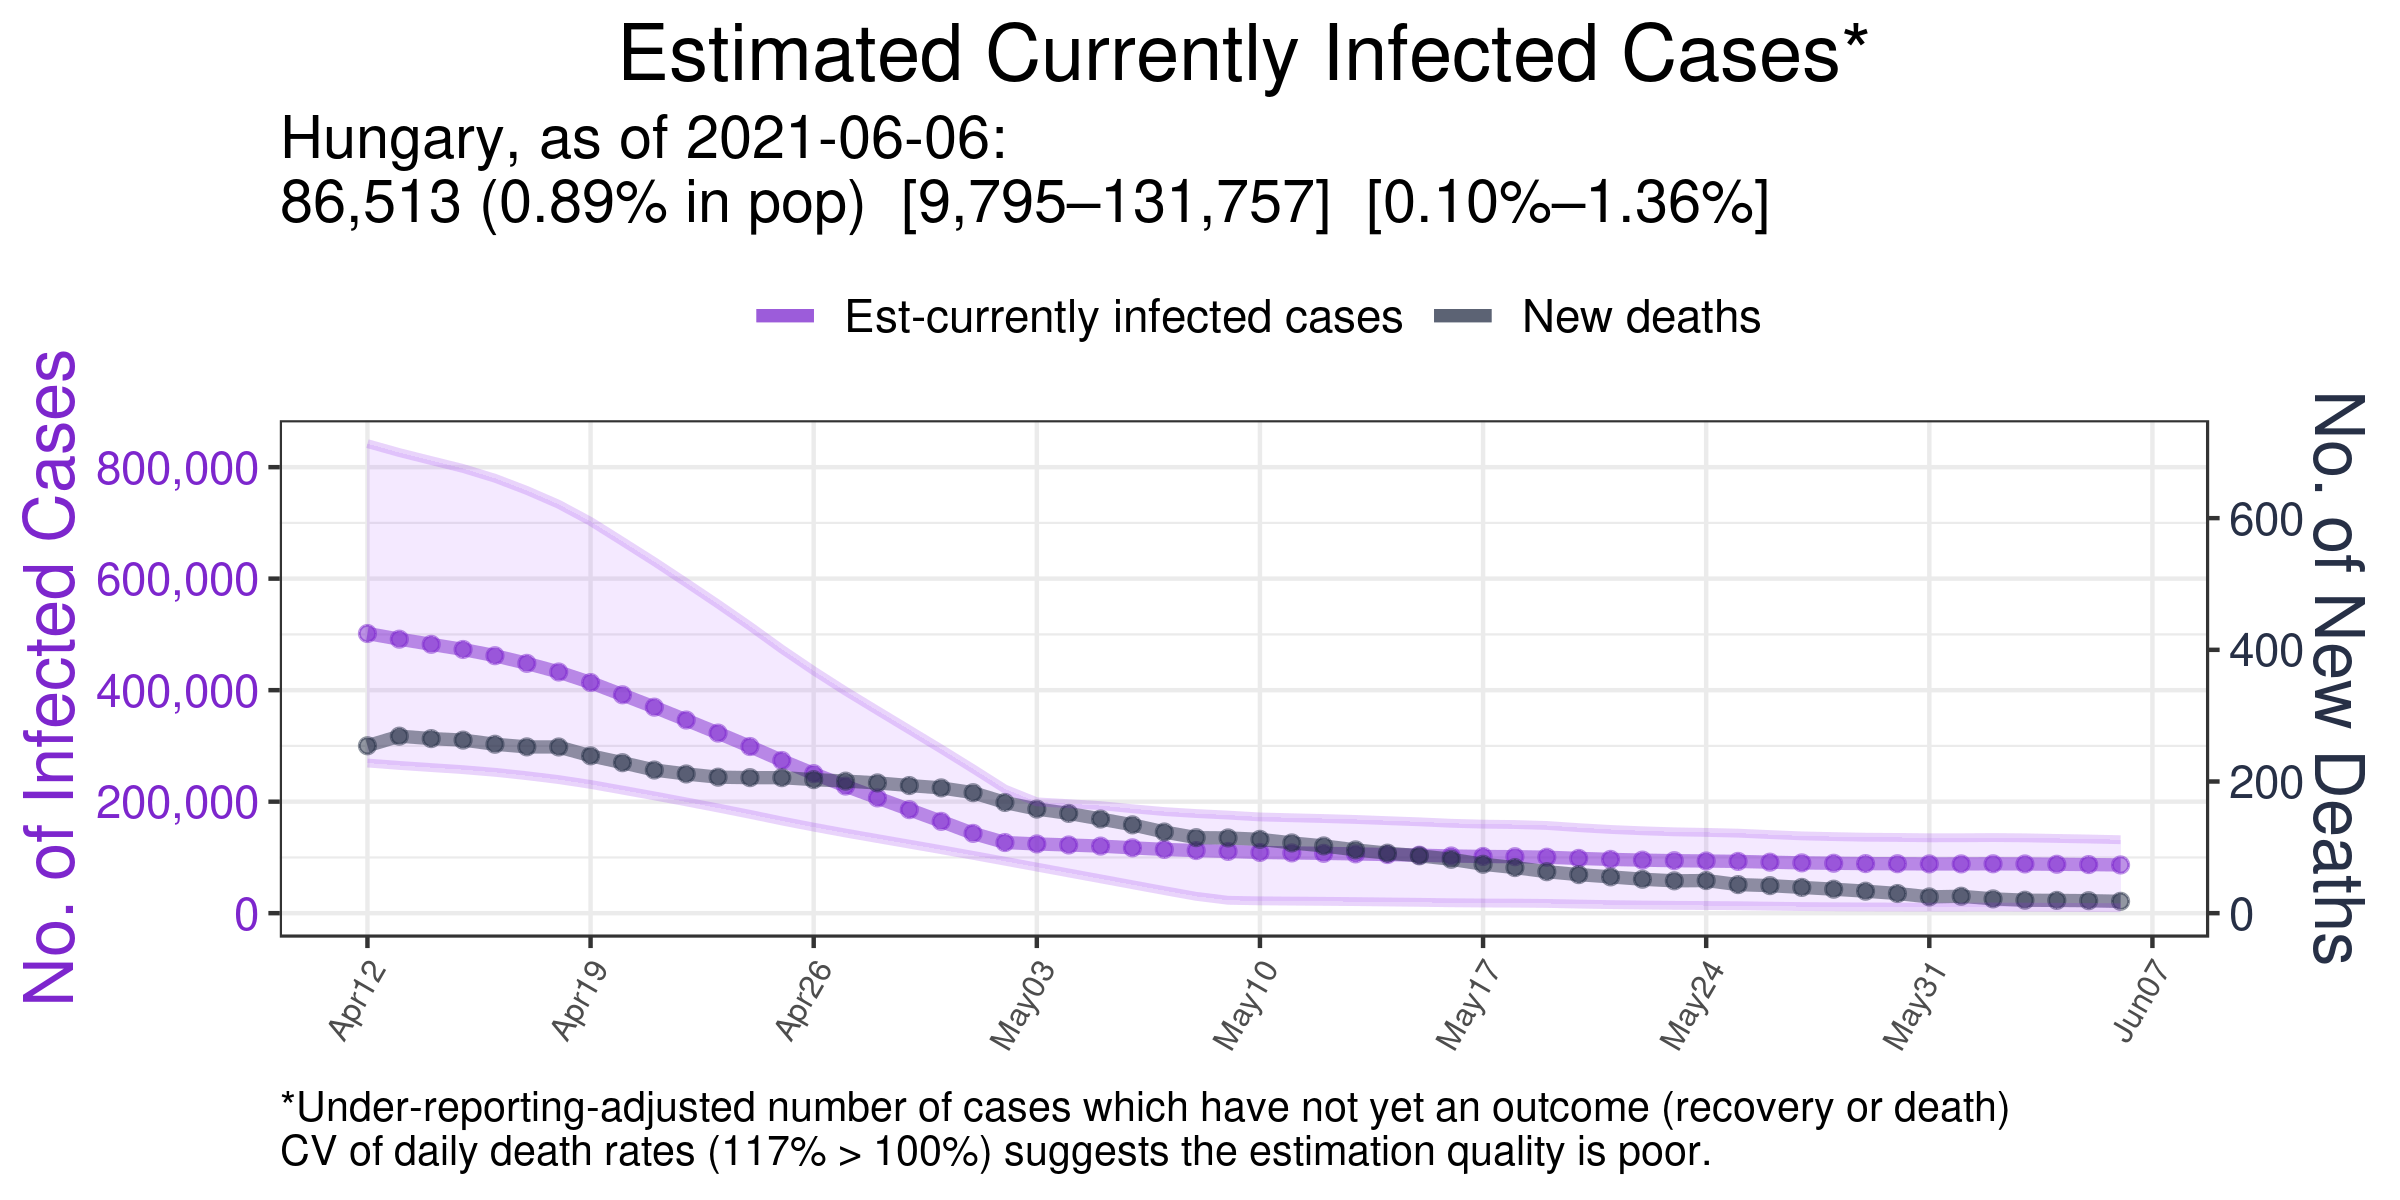 Estimated Currently Infected Cases*
Hungary, as of 2021-06-06:
86,513 (0.89% in pop)  [9,795–131,757]  [0.10%–1.36%]
Est-currently infected cases
New deaths
No. of Infected Cases
800,000
600,000
400,000
200,000
0
600
400
200
0
No. of New Deaths
Apr12
Apr19
Apr26
May03
May10
May17
May24
May31
Jun07
*Under-reporting-adjusted number of cases which have not yet an outcome (recovery or death)
CV of daily death rates (117% > 100%) suggests the estimation quality is poor.